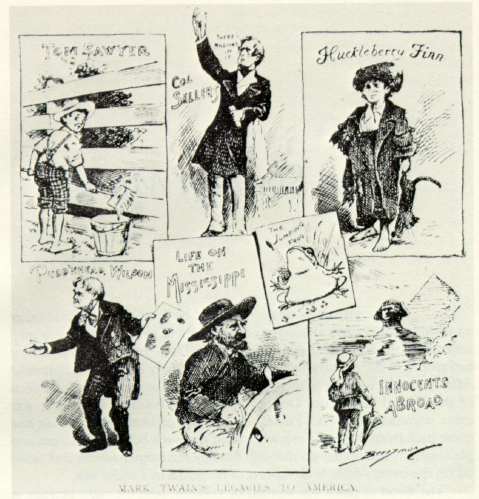 TOM SAWYER
THERE'S
MILLIONS
IN
IT
COL
SELLERS
Huckleberry Finn
PUDD'NHEAD WILSON
LIFE ON
THE
MISSISSIPPI
THE
JUMPING
FROG
INNOCENTS
ABROAD
MARK TWAIN'S LEGACIES TO AMERICA.